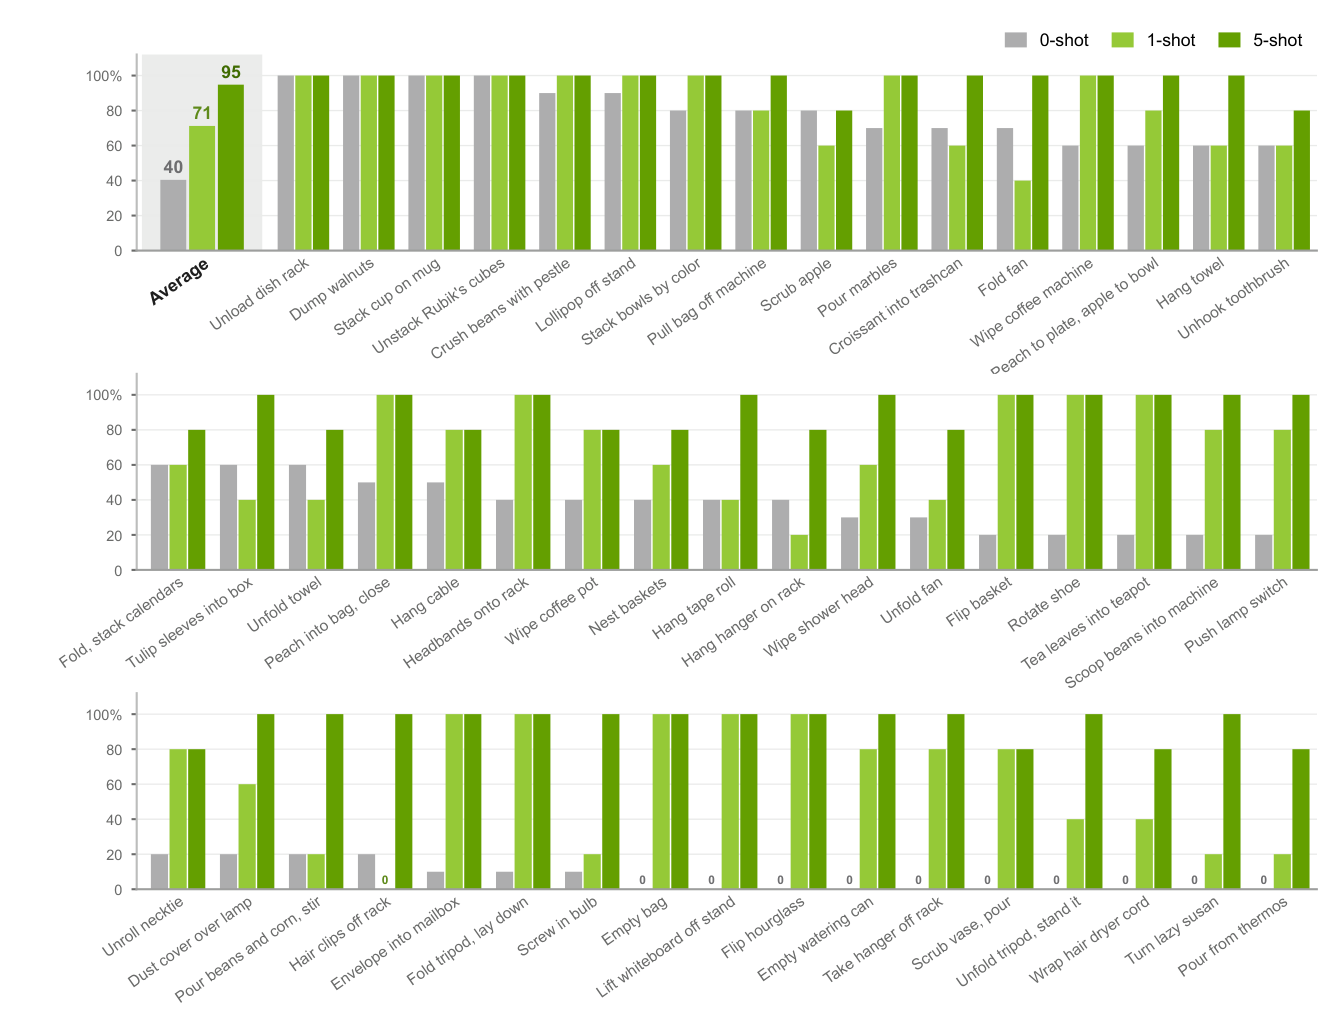 0-shot 1-shot 5-shot
100%
80
60
40
20
0
40
71
95
Average
Unload dish rack
Dump walnuts
Stack cup on mug
Unstack Rubik's cubes
Crush beans with pestle
Lollipop off stand
Stack bowls by color
Pull bag off machine
Scrub apple
Pour marbles
Croissant into trashcan
Fold fan
Wipe coffee machine
Peach to plate, apple to bowl
Hang towel
Unhook toothbrush
100%
80
60
40
20
0
Fold, stack calendars
Tulip sleeves into box
Unfold towel
Peach into bag, close
Hang cable
Headbands onto rack
Wipe coffee pot
Nest baskets
Hang tape roll
Hang hanger on rack
Wipe shower head
Unfold fan
Flip basket
Rotate shoe
Tea leaves into teapot
Scoop beans into machine
Push lamp switch
100%
80
60
40
20
0
0 0 0 0 0 0 0 0 0 0 0
Unroll necktie
Dust cover over lamp
Pour beans and corn, stir
Hair clips off rack
Envelope into mailbox
Fold tripod, lay down
Screw in bulb
Empty bag
Lift whiteboard off stand
Flip hourglass
Empty watering can
Take hanger off rack
Scrub vase, pour
Unfold tripod, stand it
Wrap hair dryer cord
Turn lazy susan
Pour from thermos